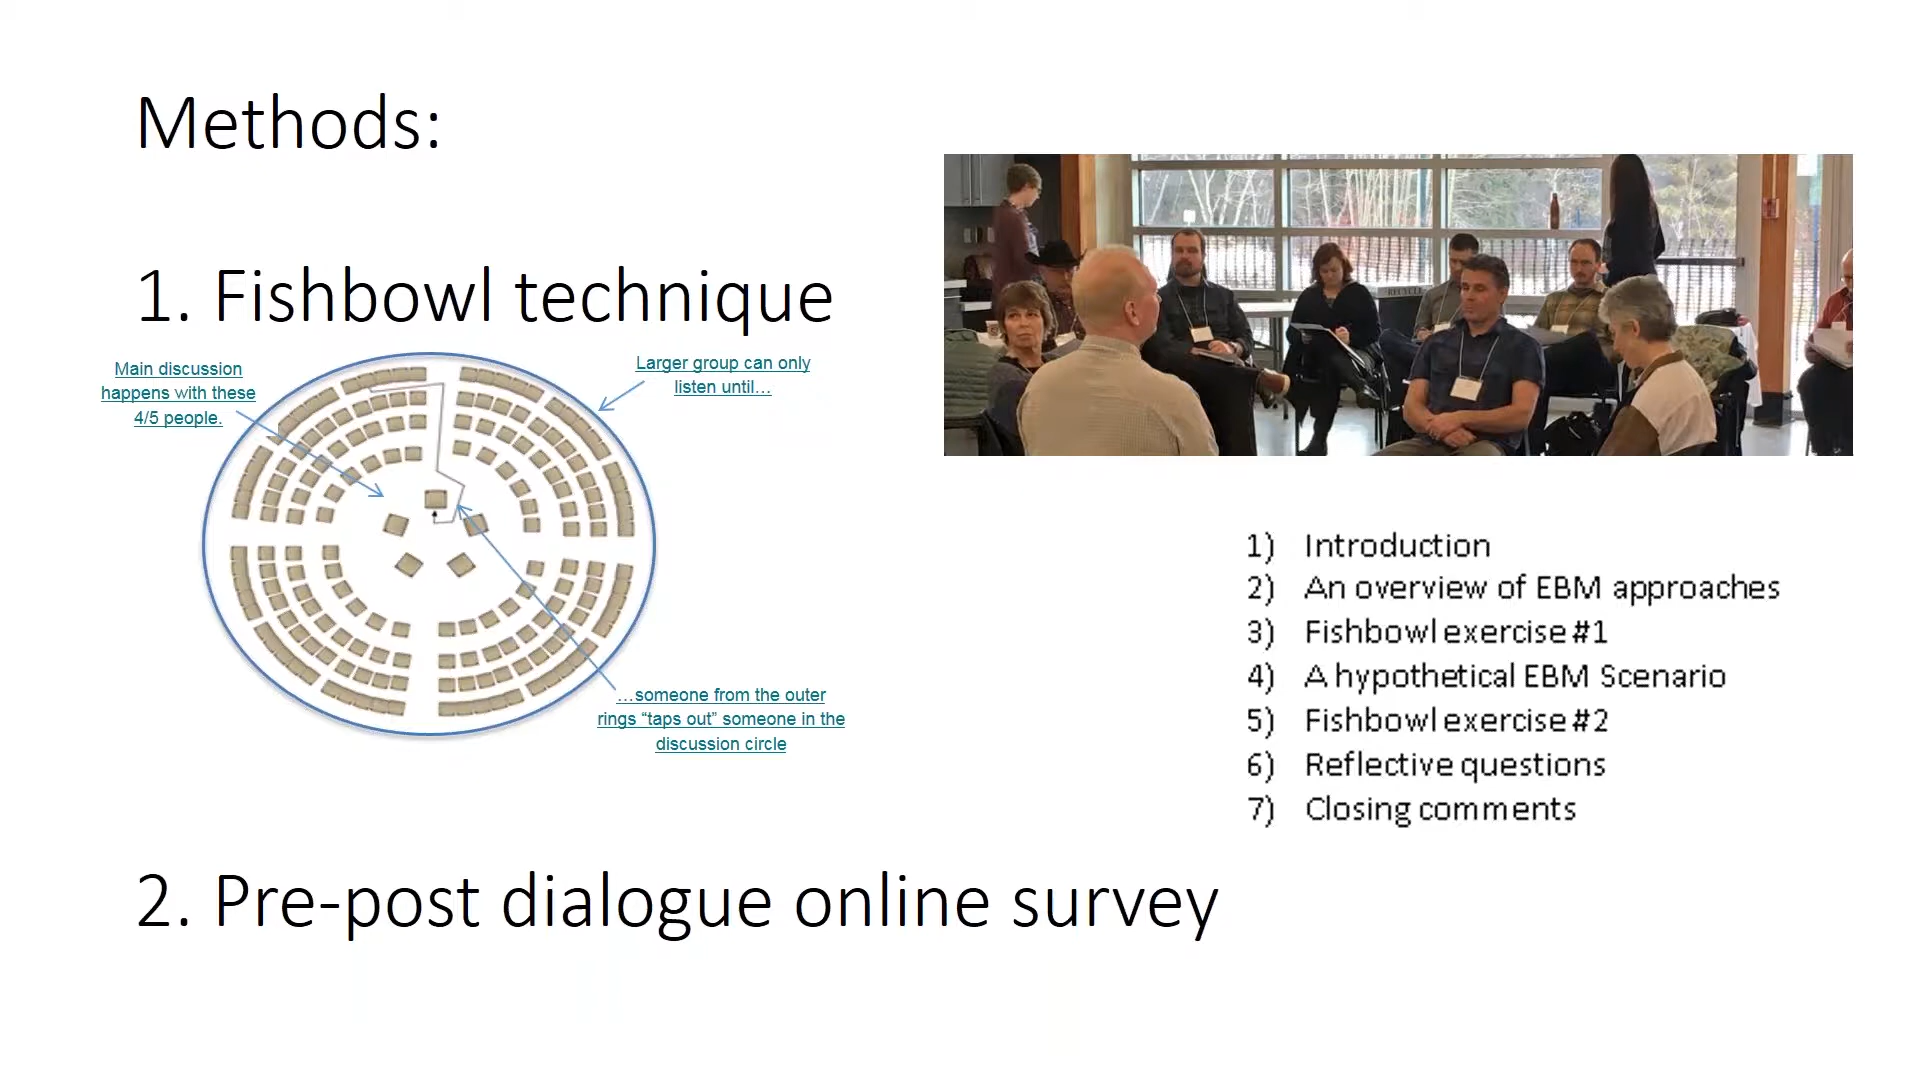 Methods:
1. Fishbowl technique
Main discussion
happens with these
4/5 people.
Larger group can only
listen until…
…someone from the outer
rings “taps out” someone in the
discussion circle
RECYCLE
1) Introduction
2) An overview of EBM approaches
3) Fishbowl exercise #1
4) A hypothetical EBM Scenario
5) Fishbowl exercise #2
6) Reflective questions
7) Closing comments
2. Pre-post dialogue online survey